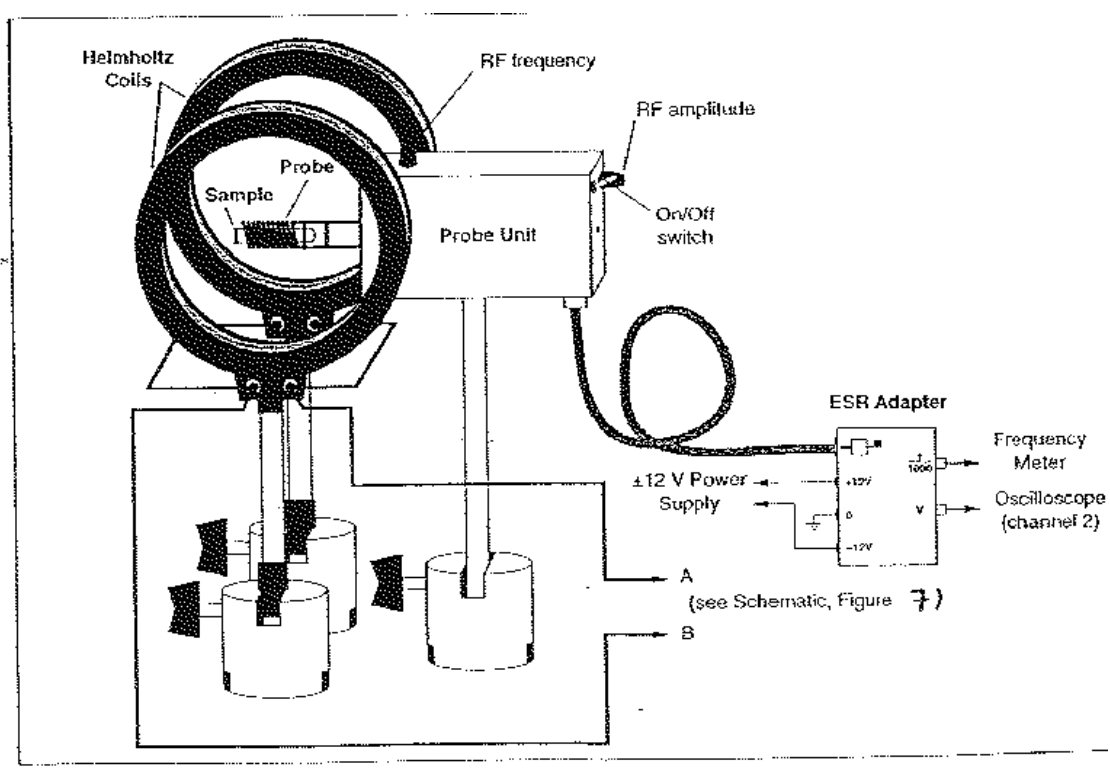 Helmholtz
Coils
RF frequency
RF amplitude
Probe
Sample
On/Off
switch
Probe Unit
ESR Adapter
Frequency
Meter
f
1000
±12 V Power
Supply
+12V
0
V
−12V
Oscilloscope
(channel 2)
A
(see Schematic, Figure 7)
B